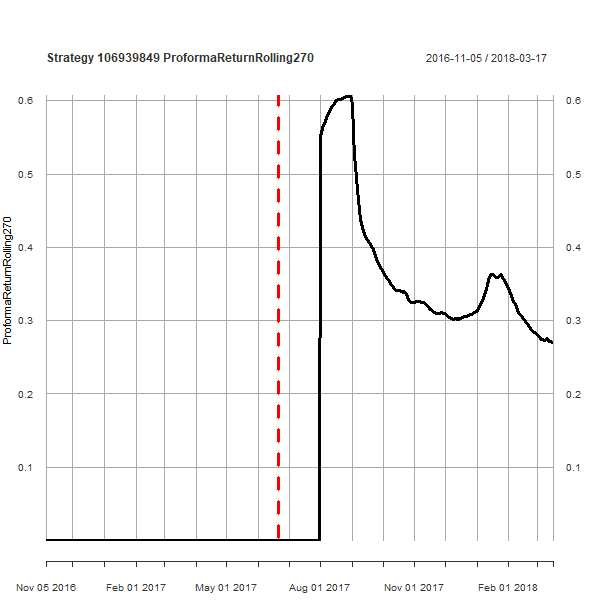 Strategy 106939849 ProformaReturnRolling270
2016-11-05 / 2018-03-17
ProformaReturnRolling270
0.6
0.5
0.4
0.3
0.2
0.1
0.6
0.5
0.4
0.3
0.2
0.1
Nov 05 2016
Feb 01 2017
May 01 2017
Aug 01 2017
Nov 01 2017
Feb 01 2018